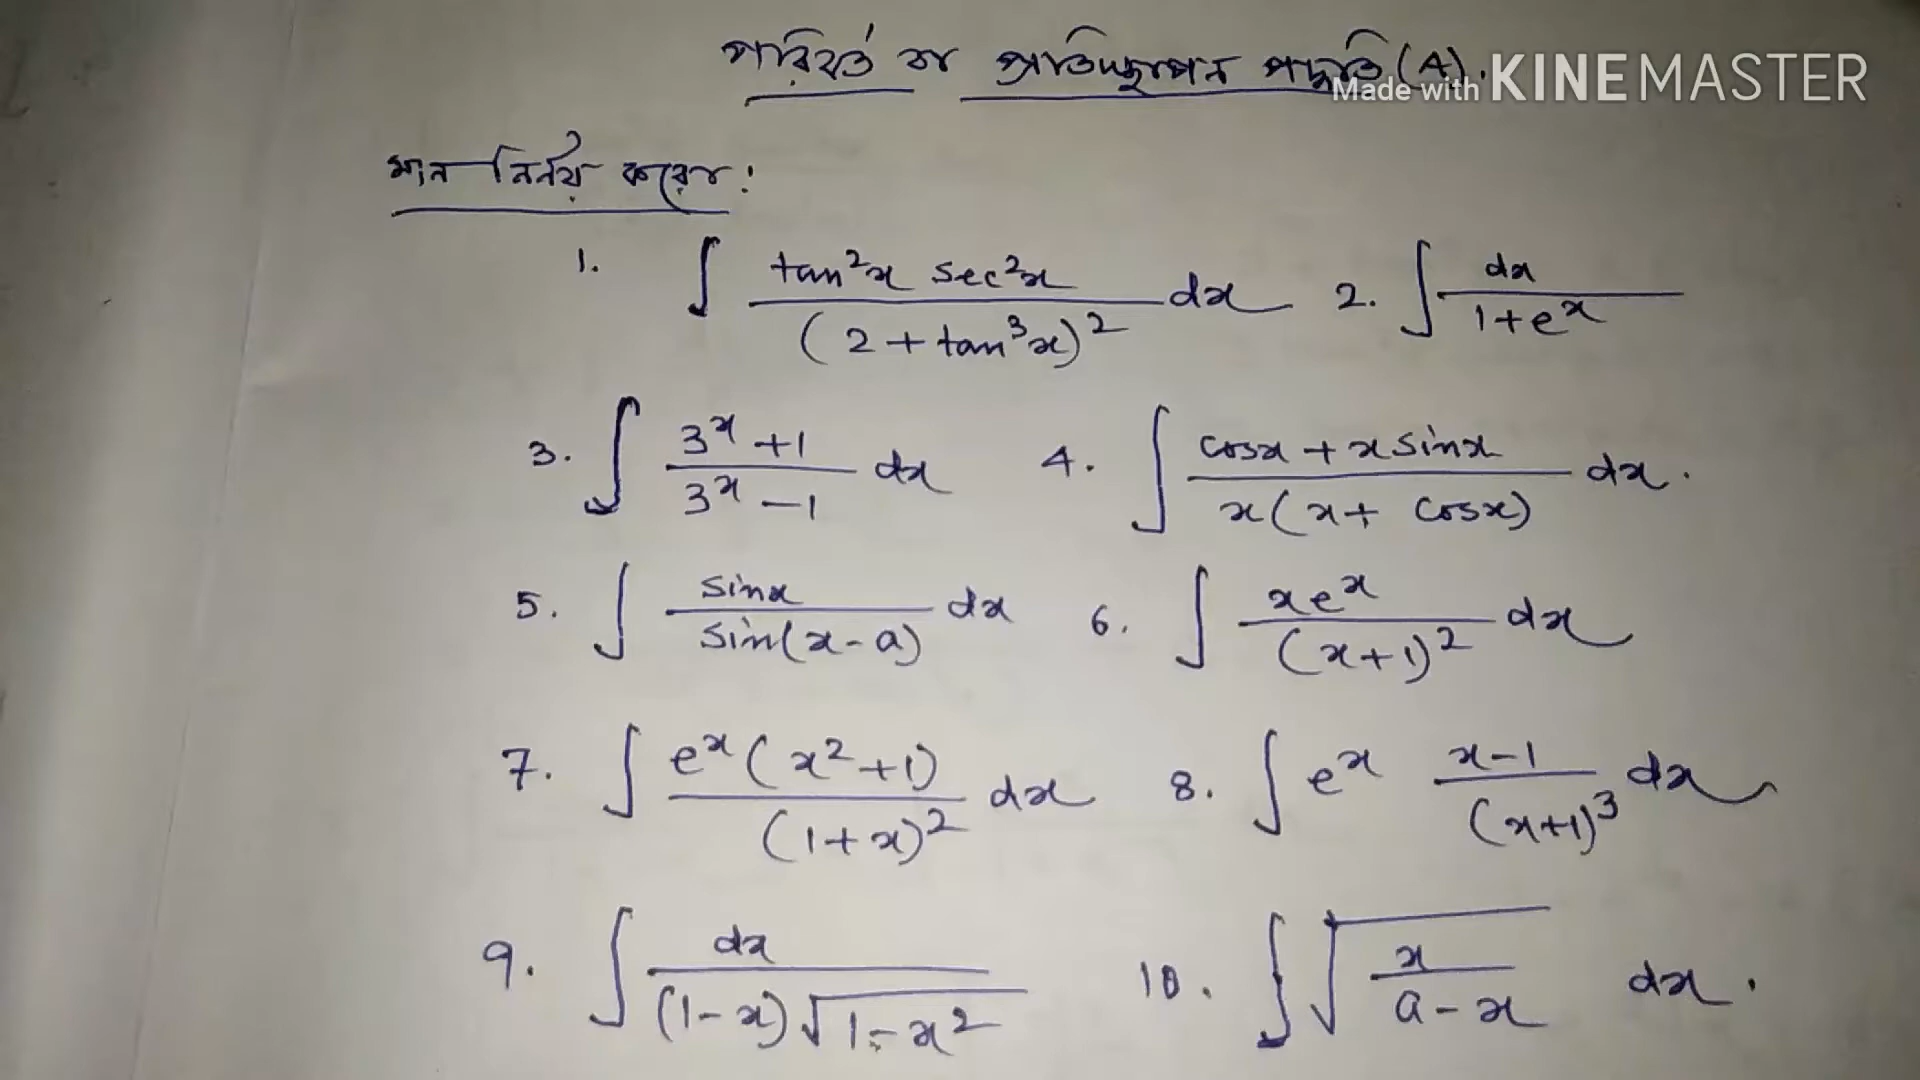 পরিবর্ত বা প্রতিস্থাপন পদ্ধতি (A).
Made with KINEMASTER
মান নির্ণয় করো:
1. ∫ tan²x sec²x / (2 + tan³x)² dx 2. ∫ dx / 1+eˣ
3. ∫ 3ˣ +1 / 3ˣ −1 dx 4. ∫ cosx + x sinx / x(x+ cosx) dx.
5. ∫ sinx / sin(x-a) dx 6. ∫ xeˣ / (x+1)² dx
7. ∫ eˣ(x²+1) / (1+x)² dx 8. ∫ eˣ x-1 / (x+1)³ dx
9. ∫ dx / (1-x)√1-x² 10. ∫ √x / a-x dx.